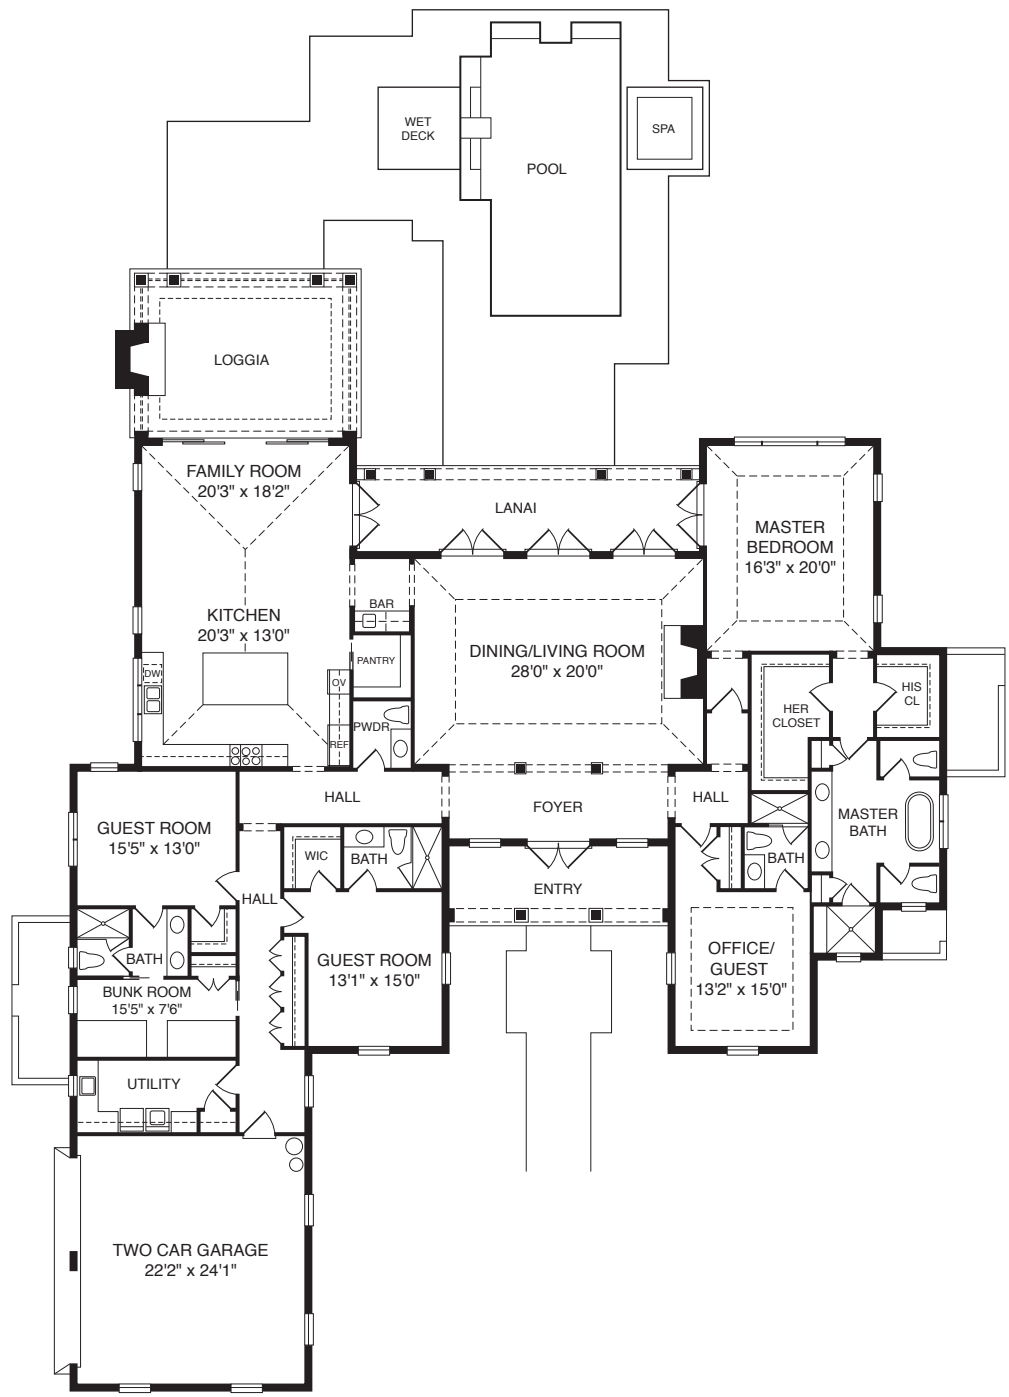 WET
DECK
SPA
POOL
LOGGIA
FAMILY ROOM
20'3" x 18'2"
LANAI
MASTER
BEDROOM
16'3" x 20'0"
BAR
KITCHEN
20'3" x 13'0"
DINING/LIVING ROOM
28'0" x 20'0"
PANTRY
DW
OV
HIS
CL
HER
CLOSET
PWDR
REF
HALL
FOYER
HALL
MASTER
BATH
GUEST ROOM
15'5" x 13'0"
WIC
BATH
BATH
ENTRY
HALL
OFFICE/
GUEST
13'2" x 15'0"
BATH
GUEST ROOM
13'1" x 15'0"
BUNK ROOM
15'5" x 7'6"
UTILITY
TWO CAR GARAGE
22'2" x 24'1"